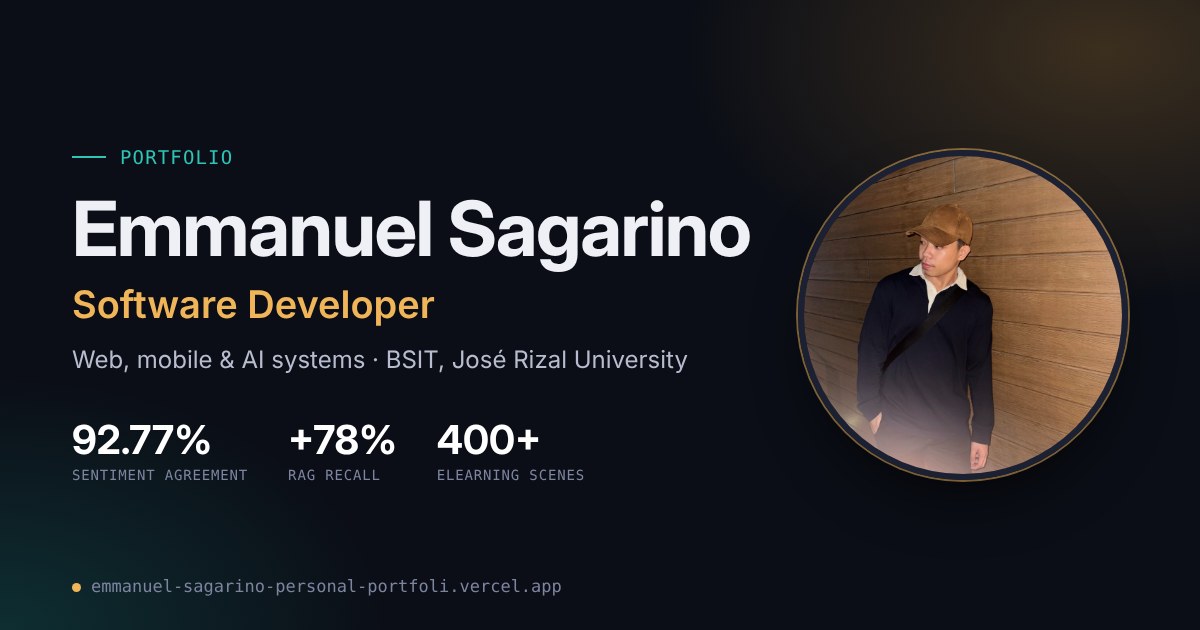 PORTFOLIO
Emmanuel Sagarino
Software Developer
Web, mobile & AI systems · BSIT, José Rizal University
92.77% +78% 400+
SENTIMENT AGREEMENT RAG RECALL ELEARNING SCENES
emmanuel-sagarino-personal-portfoli.vercel.app